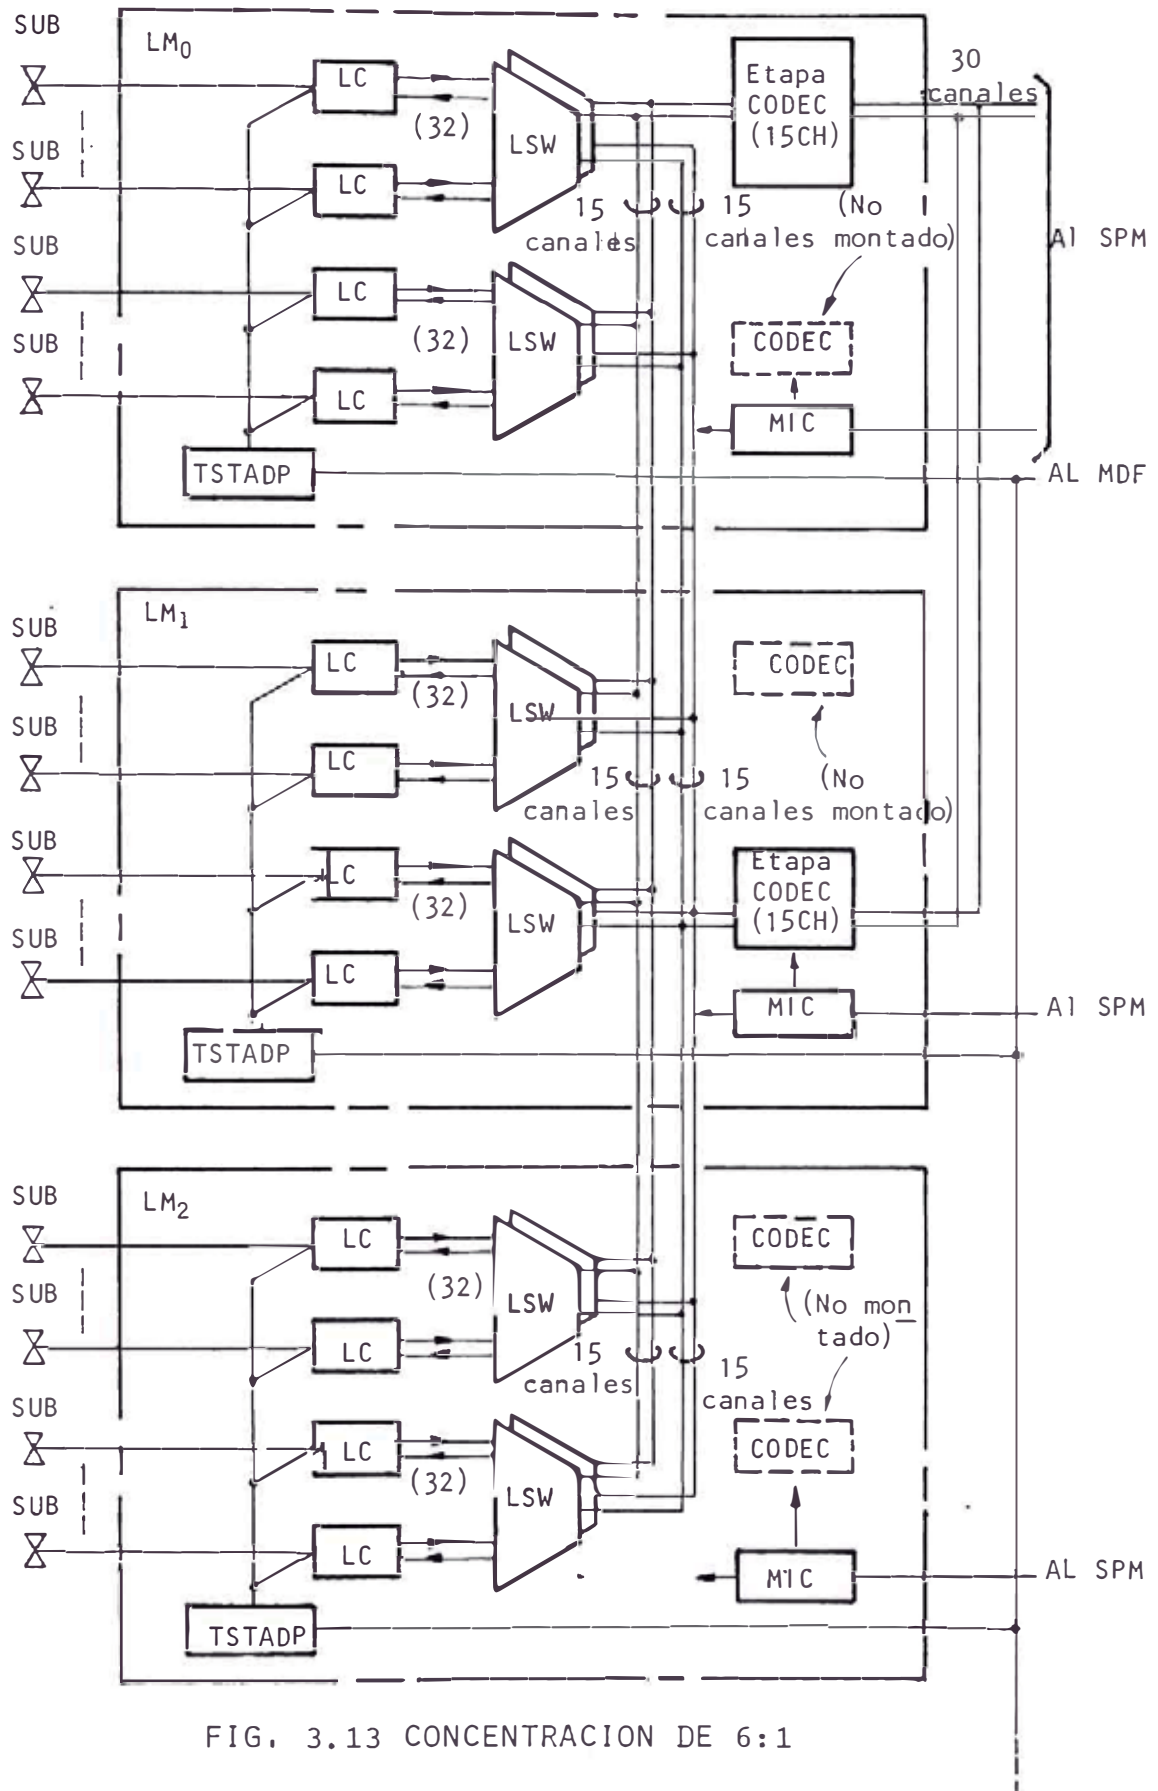 SUB
LM0
LC
(32)
LSW
Etapa
CODEC
(15CH)
30
canales
SUB
LC
15
canales
15
canales
(No
montado)
Al SPM
SUB
LC
(32)
LSW
CODEC
SUB
LC
MIC
TSTADP
AL MDF
LM1
SUB
LC
(32)
LSW
CODEC
SUB
LC
15
canales
15
canales
(No
montado)
SUB
LC
(32)
LSW
Etapa
CODEC
(15CH)
SUB
LC
MIC
Al SPM
TSTADP
SUB
LM2
LC
(32)
LSW
CODEC
SUB
LC
(No mon
tado)
15
canales
15
canales
SUB
LC
(32)
LSW
CODEC
SUB
LC
MIC
AL SPM
TSTADP
FIG. 3.13 CONCENTRACION DE 6:1